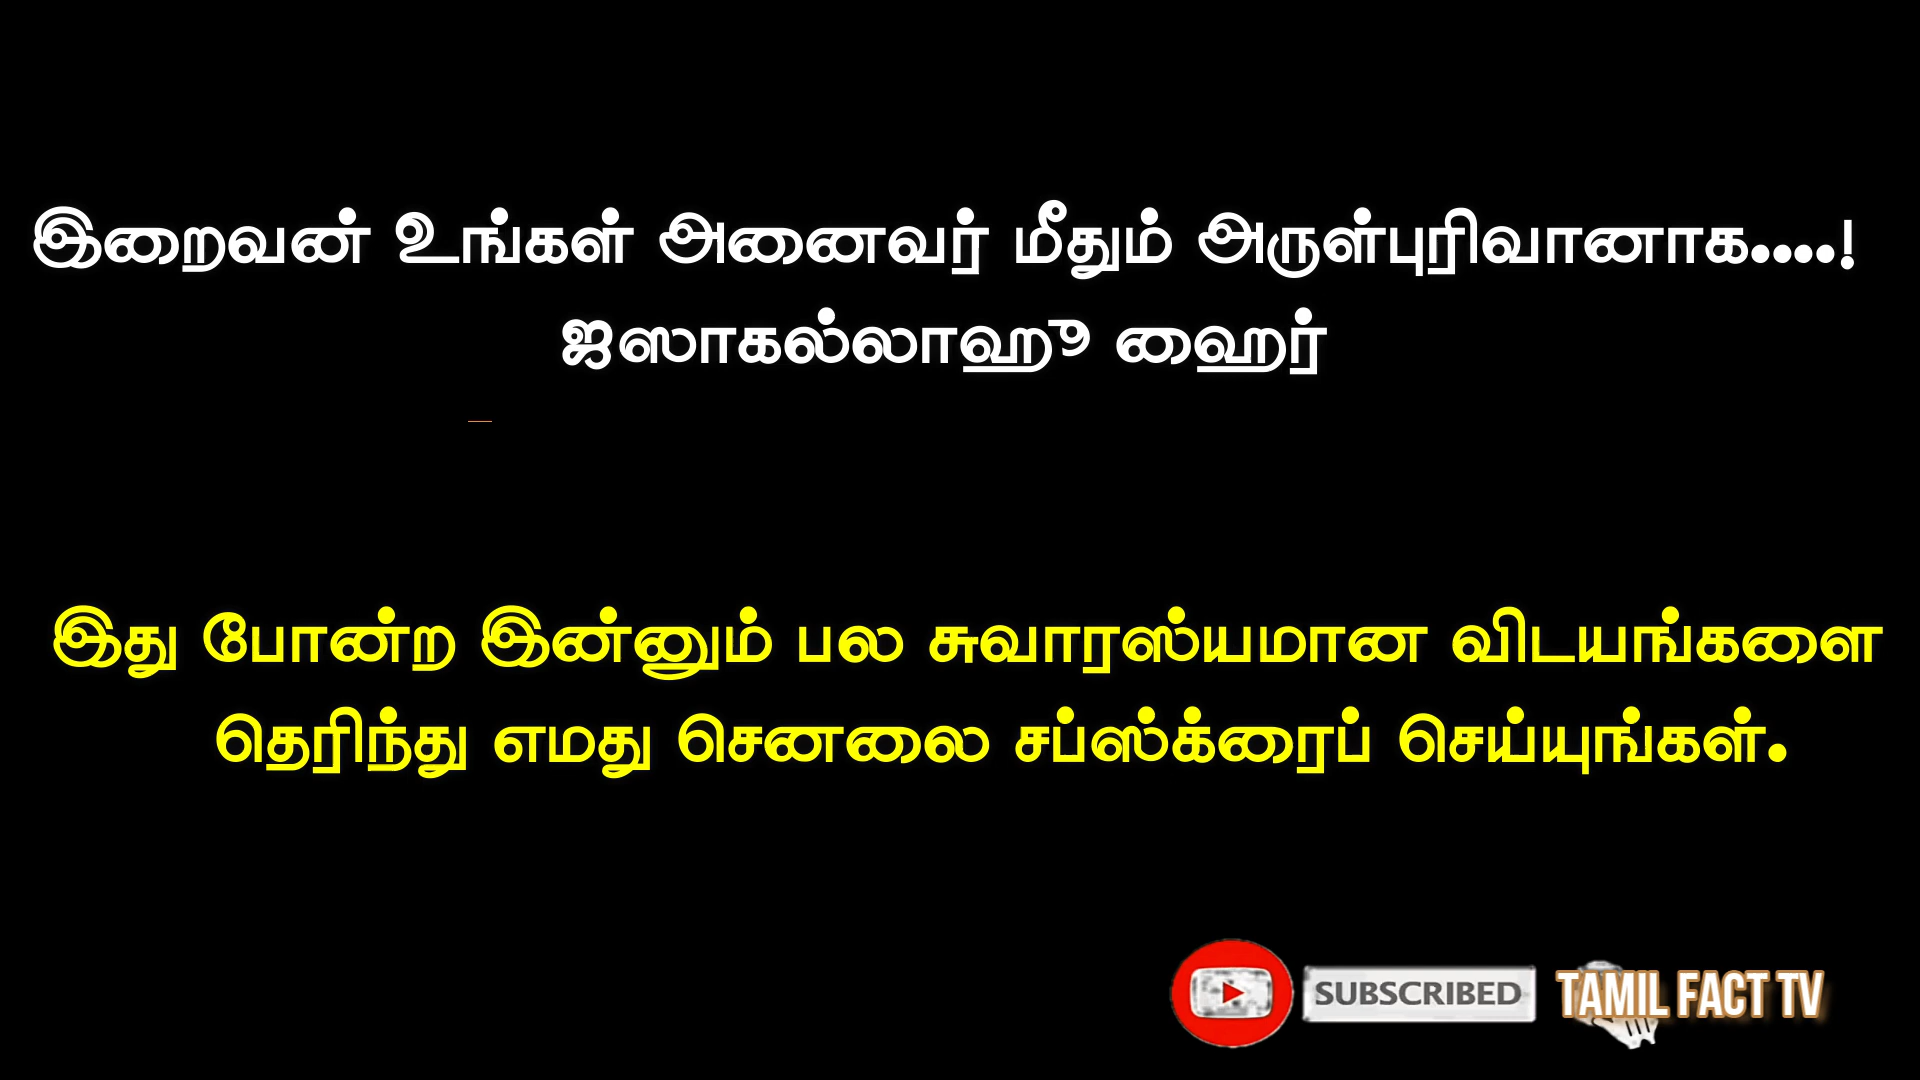 இறைவன் உங்கள் அனைவர் மீதும் அருள்புரிவானாக....!
ஜஸாகல்லாஹூ ஹைர்
இது போன்ற இன்னும் பல சுவாரஸ்யமான விடயங்களை
தெரிந்து எமது செனலை சப்ஸ்க்ரைப் செய்யுங்கள்.
SUBSCRIBED TAMIL FACT TV